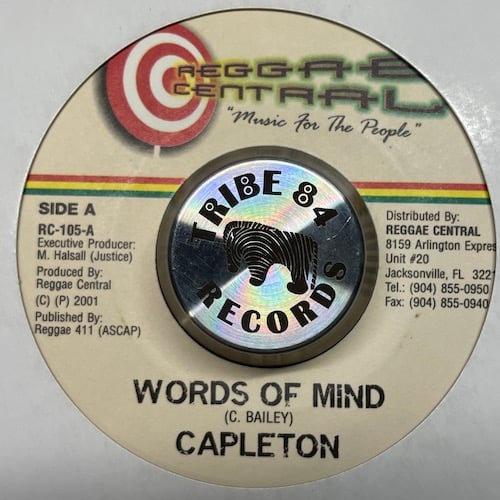 REGGAE
CENTRAL
"Music For The People"
SIDE A
RC-105-A
Executive Producer:
M. Halsall (Justice)
Produced By:
Reggae Central
(C) (P) 2001
Published By:
Reggae 411 (ASCAP)
TRIBE 84
RECORDS
Distributed By:
REGGAE CENTRAL
8159 Arlington Expres
Unit #20
Jacksonville, FL 322
Tel.: (904) 855-0950
Fax: (904) 855-0940
WORDS OF MIND
(C. BAILEY)
CAPLETON